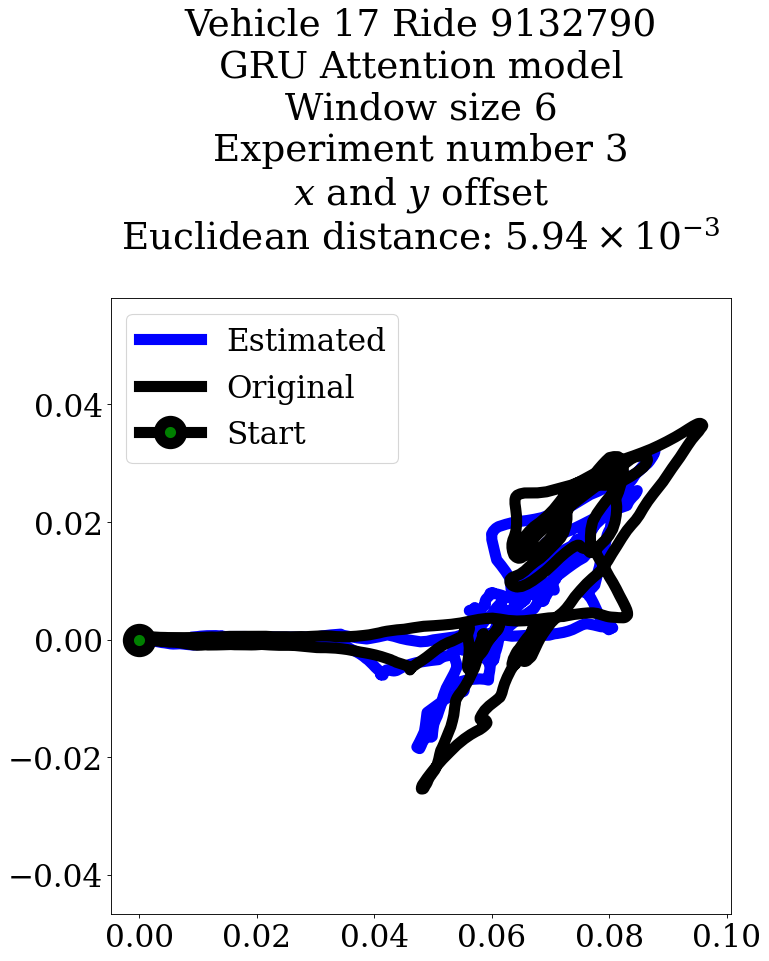 Vehicle 17 Ride 9132790
GRU Attention model
Window size 6
Experiment number 3
x and y offset
Euclidean distance: 5.94 × 10⁻³
Estimated
Original
Start
0.04
0.02
0.00
−0.02
−0.04
0.00 0.02 0.04 0.06 0.08 0.10